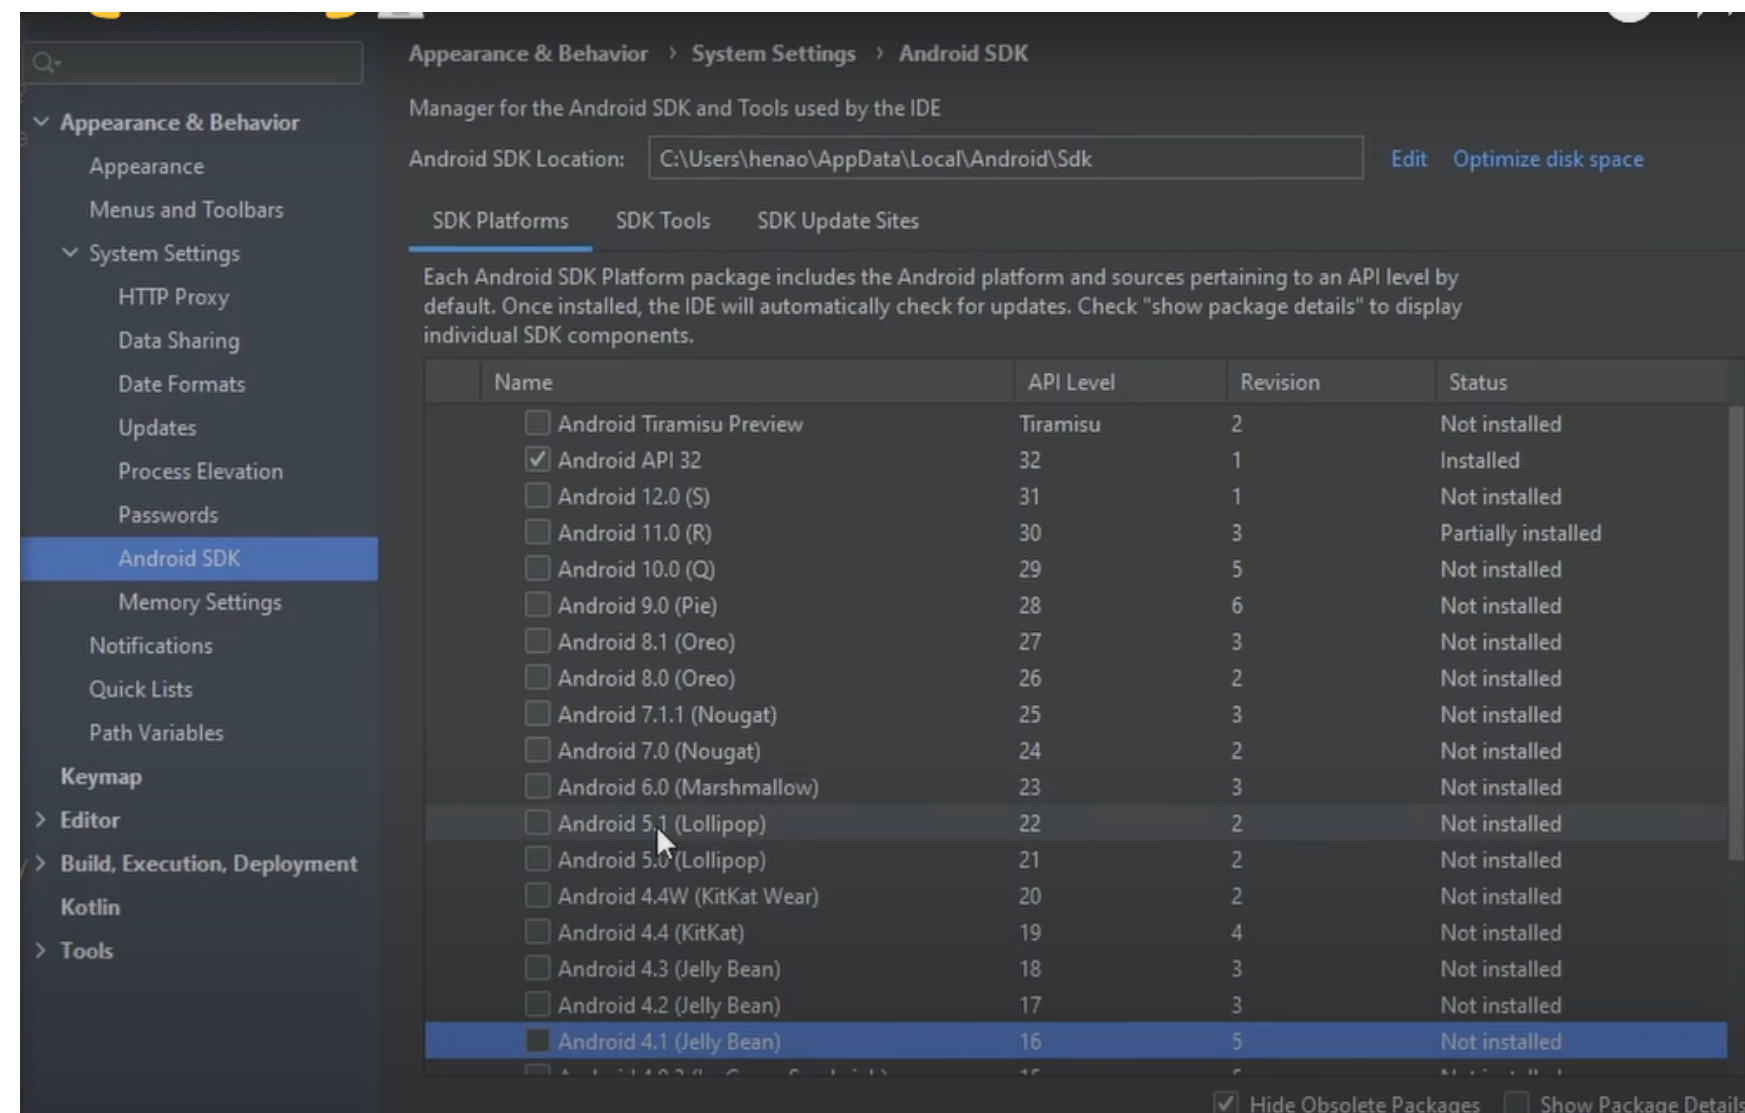 Appearance & Behavior › System Settings › Android SDK
Manager for the Android SDK and Tools used by the IDE
Android SDK Location: C:\Users\henao\AppData\Local\Android\Sdk Edit Optimize disk space
Appearance & Behavior
Appearance
Menus and Toolbars
System Settings
HTTP Proxy
Data Sharing
Date Formats
Updates
Process Elevation
Passwords
Android SDK
Memory Settings
Notifications
Quick Lists
Path Variables
Keymap
Editor
Build, Execution, Deployment
Kotlin
Tools
SDK Platforms SDK Tools SDK Update Sites
Each Android SDK Platform package includes the Android platform and sources pertaining to an API level by
default. Once installed, the IDE will automatically check for updates. Check "show package details" to display
individual SDK components.
Name API Level Revision Status
Android Tiramisu Preview Tiramisu 2 Not installed
Android API 32 32 1 Installed
Android 12.0 (S) 31 1 Not installed
Android 11.0 (R) 30 3 Partially installed
Android 10.0 (Q) 29 5 Not installed
Android 9.0 (Pie) 28 6 Not installed
Android 8.1 (Oreo) 27 3 Not installed
Android 8.0 (Oreo) 26 2 Not installed
Android 7.1.1 (Nougat) 25 3 Not installed
Android 7.0 (Nougat) 24 2 Not installed
Android 6.0 (Marshmallow) 23 3 Not installed
Android 5.1 (Lollipop) 22 2 Not installed
Android 5.0 (Lollipop) 21 2 Not installed
Android 4.4W (KitKat Wear) 20 2 Not installed
Android 4.4 (KitKat) 19 4 Not installed
Android 4.3 (Jelly Bean) 18 3 Not installed
Android 4.2 (Jelly Bean) 17 3 Not installed
Android 4.1 (Jelly Bean) 16 5 Not installed
Hide Obsolete Packages Show Package Details